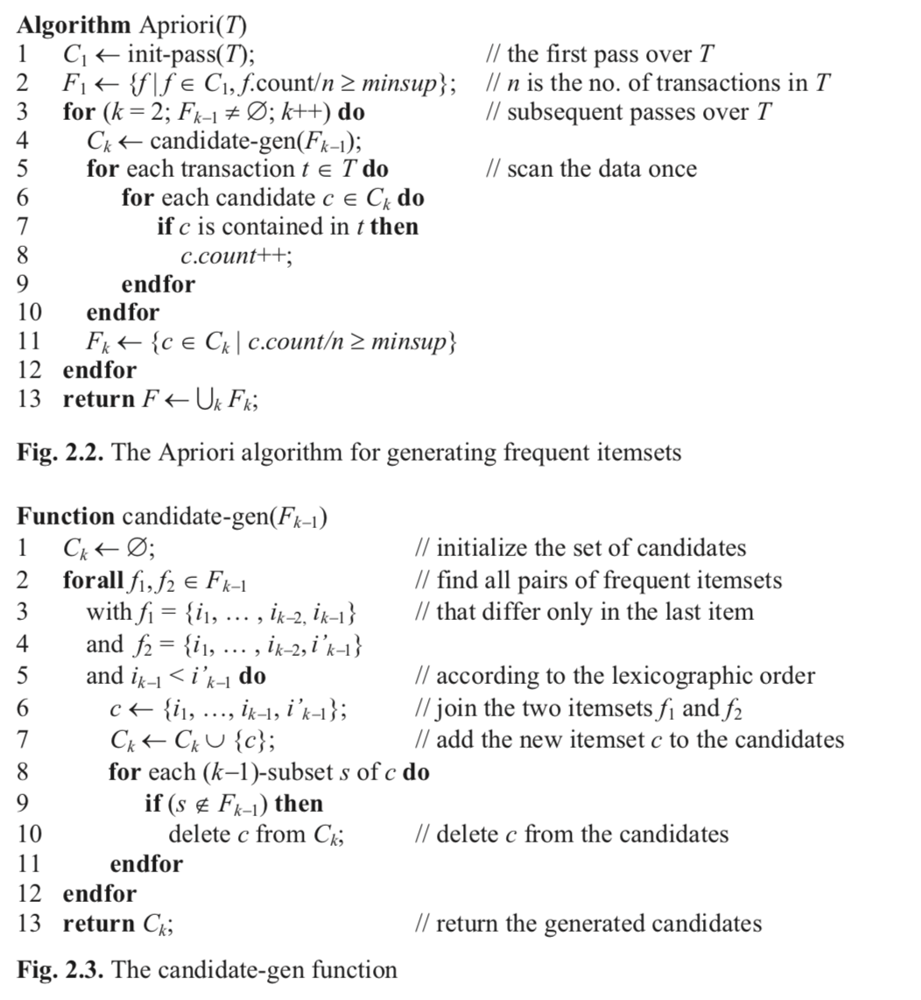 Algorithm Apriori(T)
1 C₁ ← init-pass(T); // the first pass over T
2 F₁ ← {f | f ∈ C₁, f.count/n ≥ minsup}; // n is the no. of transactions in T
3 for (k = 2; Fₖ₋₁ ≠ ∅; k++) do // subsequent passes over T
4 Cₖ ← candidate-gen(Fₖ₋₁);
5 for each transaction t ∈ T do // scan the data once
6 for each candidate c ∈ Cₖ do
7 if c is contained in t then
8 c.count++;
9 endfor
10 endfor
11 Fₖ ← {c ∈ Cₖ | c.count/n ≥ minsup}
12 endfor
13 return F ← ⋃ₖ Fₖ;
Fig. 2.2. The Apriori algorithm for generating frequent itemsets
Function candidate-gen(Fₖ₋₁)
1 Cₖ ← ∅; // initialize the set of candidates
2 forall f₁, f₂ ∈ Fₖ₋₁ // find all pairs of frequent itemsets
3 with f₁ = {i₁, … , iₖ₋₂, iₖ₋₁} // that differ only in the last item
4 and f₂ = {i₁, … , iₖ₋₂, i’ₖ₋₁}
5 and iₖ₋₁ < i’ₖ₋₁ do // according to the lexicographic order
6 c ← {i₁, …, iₖ₋₁, i’ₖ₋₁}; // join the two itemsets f₁ and f₂
7 Cₖ ← Cₖ ∪ {c}; // add the new itemset c to the candidates
8 for each (k–1)-subset s of c do
9 if (s ∉ Fₖ₋₁) then
10 delete c from Cₖ; // delete c from the candidates
11 endfor
12 endfor
13 return Cₖ; // return the generated candidates
Fig. 2.3. The candidate-gen function